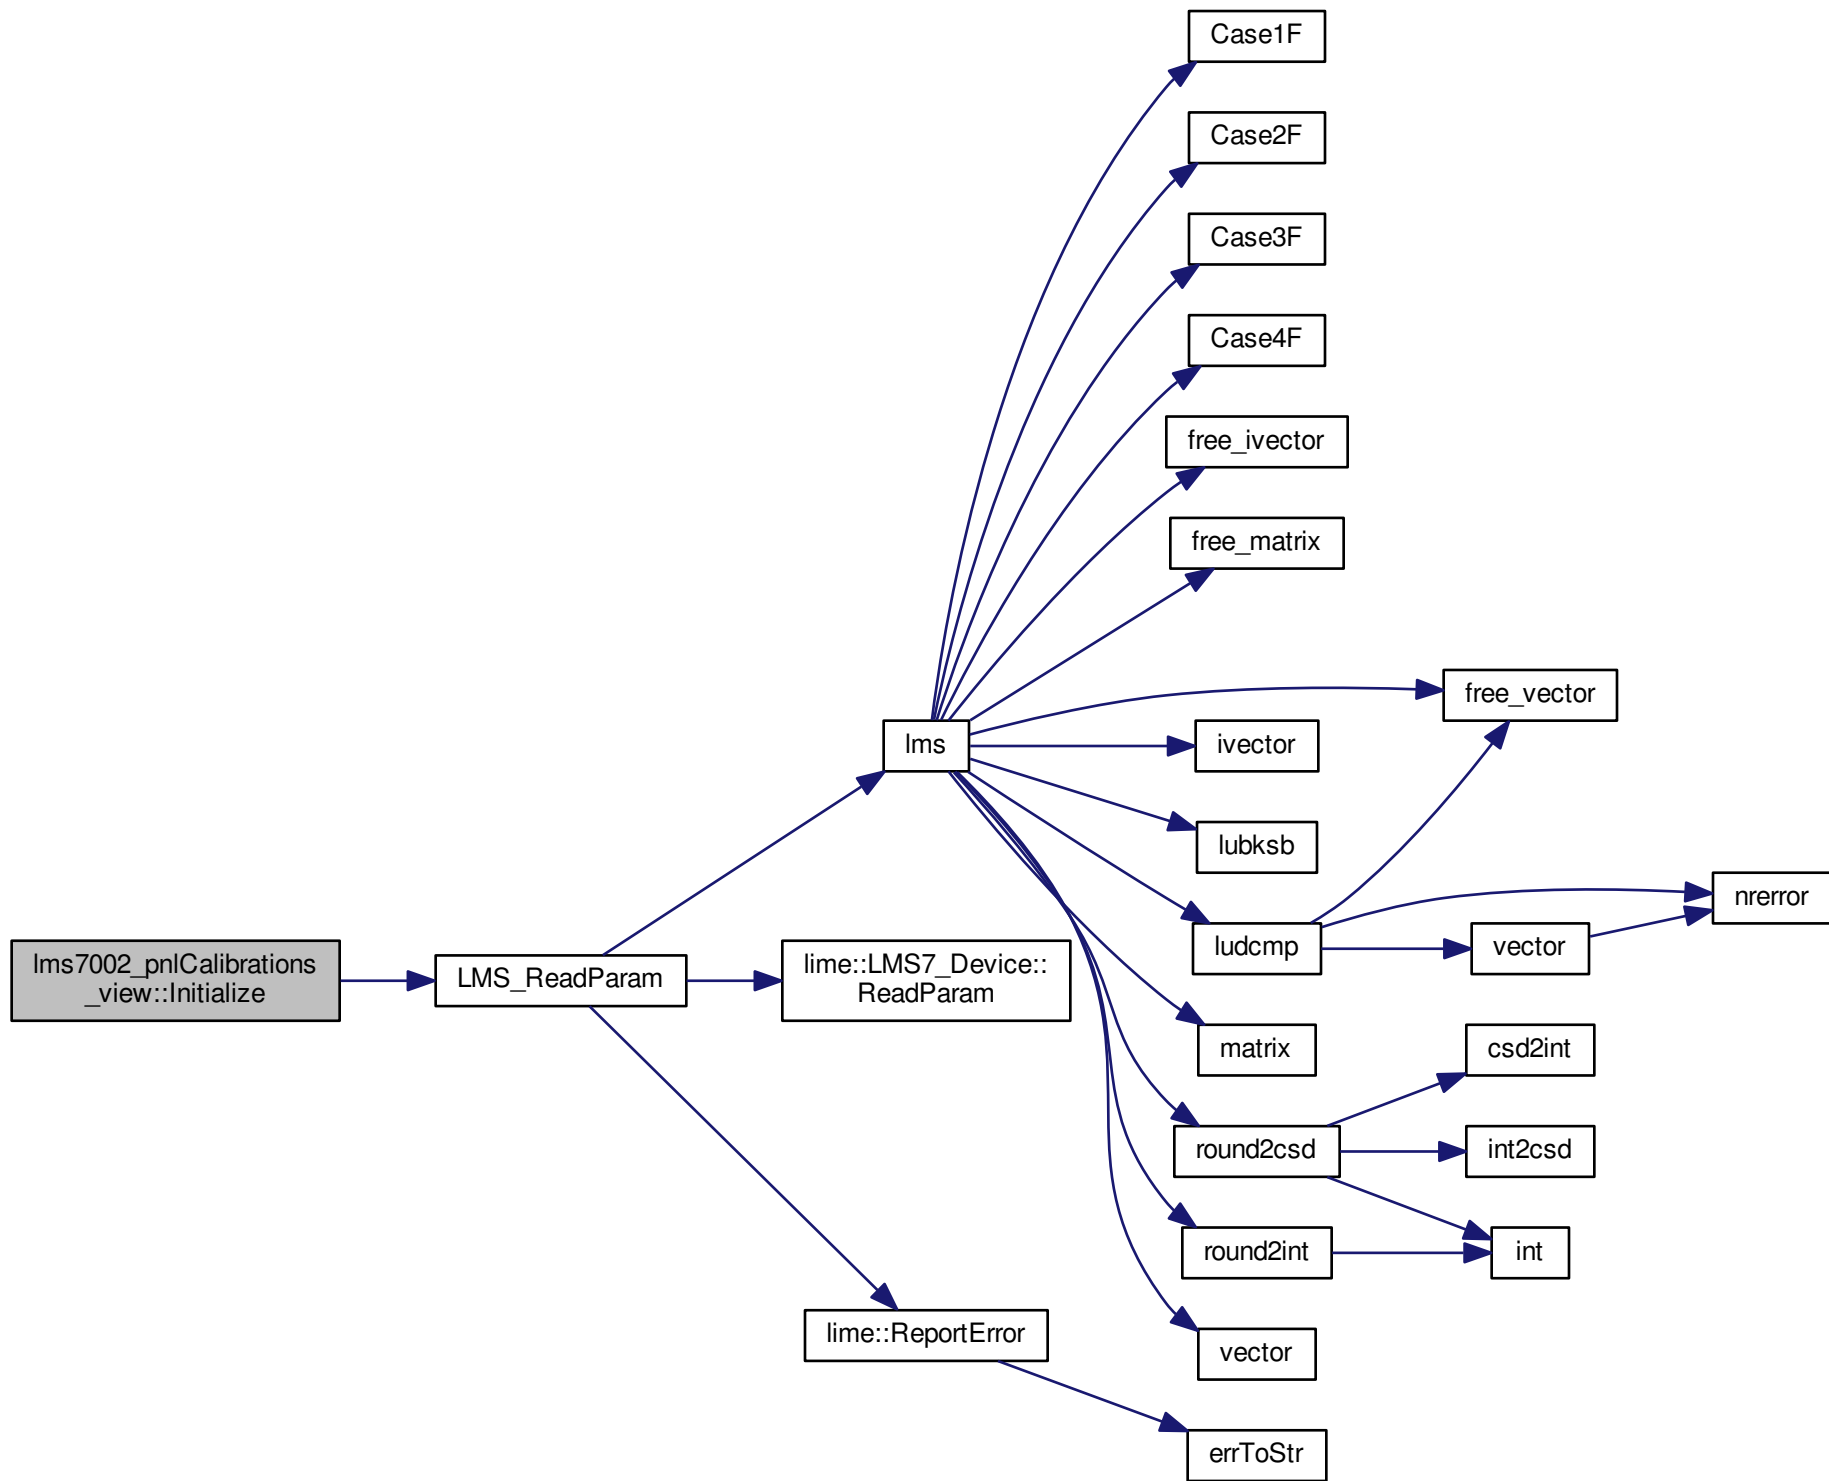 Case1F
Case2F
Case3F
Case4F
free_ivector
free_matrix
free_vector
lms
ivector
lubksb
nrerror
ludcmp
vector
lms7002_pnlCalibrations
_view::Initialize
LMS_ReadParam
lime::LMS7_Device::
ReadParam
matrix
csd2int
round2csd
int2csd
round2int
int
lime::ReportError
vector
errToStr